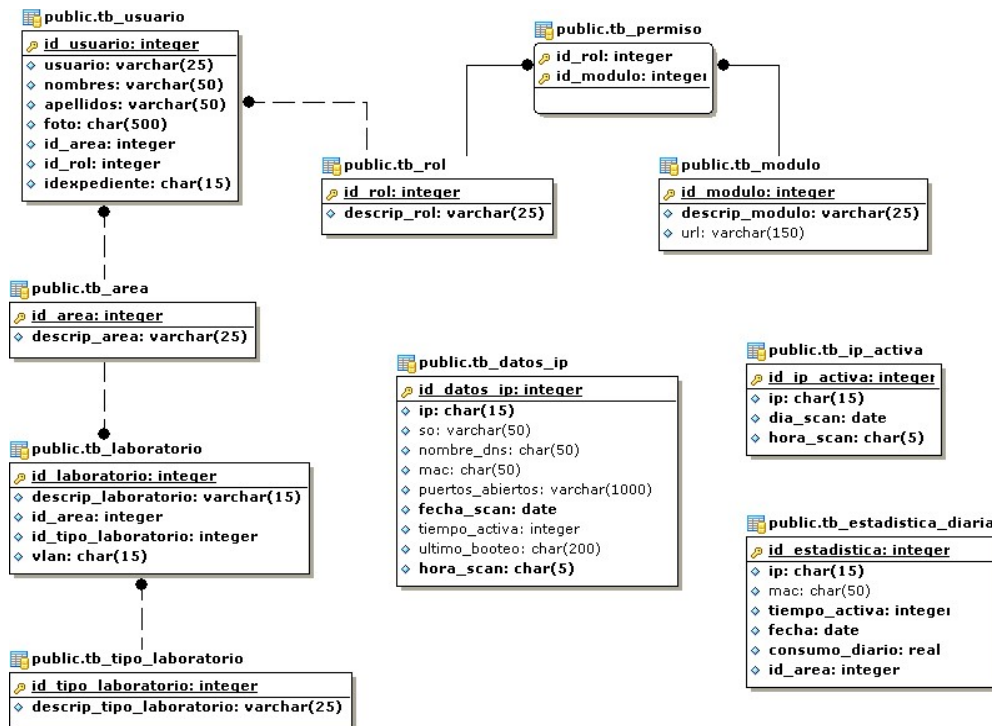 public.tb_usuario
id_usuario: integer
usuario: varchar(25)
nombres: varchar(50)
apellidos: varchar(50)
foto: char(500)
id_area: integer
id_rol: integer
idexpediente: char(15)
public.tb_permiso
id_rol: integer
id_modulo: integer
public.tb_rol
id_rol: integer
descrip_rol: varchar(25)
public.tb_modulo
id_modulo: integer
descrip_modulo: varchar(25)
url: varchar(150)
public.tb_area
id_area: integer
descrip_area: varchar(25)
public.tb_datos_ip
id_datos_ip: integer
ip: char(15)
so: varchar(50)
nombre_dns: char(50)
mac: char(50)
puertos_abiertos: varchar(1000)
fecha_scan: date
tiempo_activa: integer
ultimo_booteo: char(200)
hora_scan: char(5)
public.tb_ip_activa
id_ip_activa: integer
ip: char(15)
dia_scan: date
hora_scan: char(5)
public.tb_laboratorio
id_laboratorio: integer
descrip_laboratorio: varchar(15)
id_area: integer
id_tipo_laboratorio: integer
vlan: char(15)
public.tb_estadistica_diaria
id_estadistica: integer
ip: char(15)
mac: char(50)
tiempo_activa: integer
fecha: date
consumo_diario: real
id_area: integer
public.tb_tipo_laboratorio
id_tipo_laboratorio: integer
descrip_tipo_laboratorio: varchar(25)